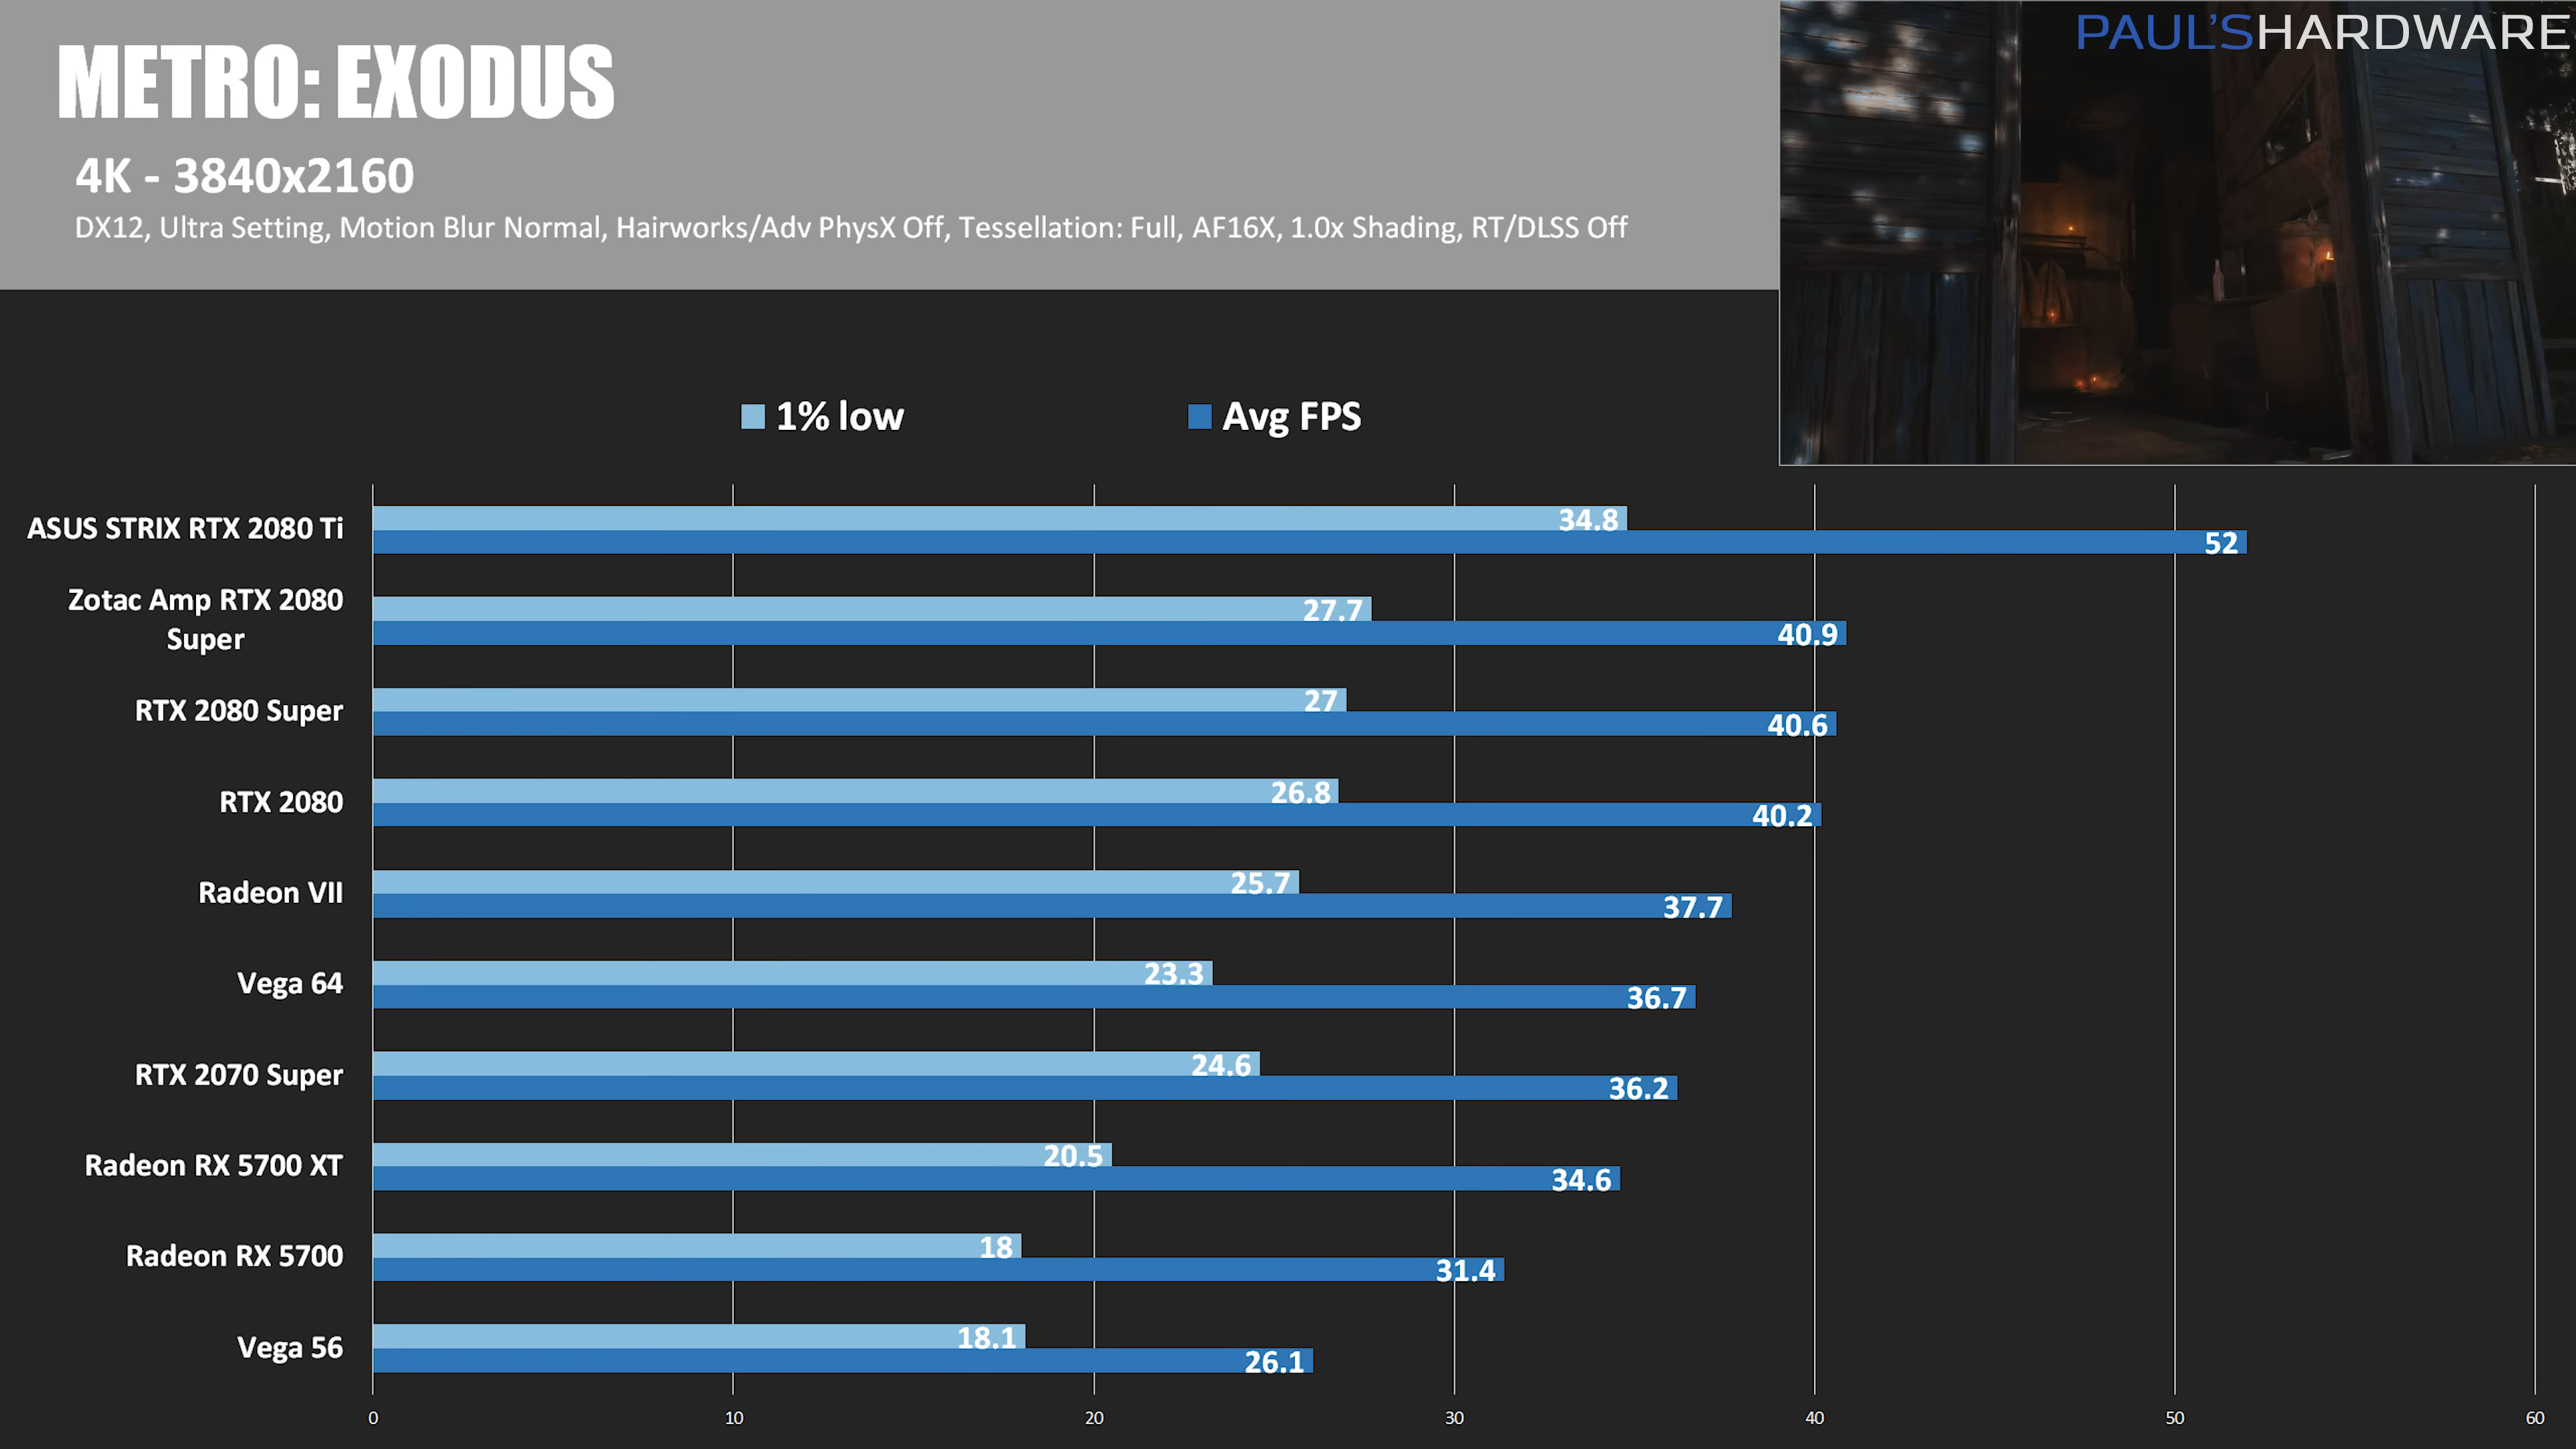 PAUL'SHARDWARE
METRO: EXODUS
4K - 3840x2160
DX12, Ultra Setting, Motion Blur Normal, Hairworks/Adv PhysX Off, Tessellation: Full, AF16X, 1.0x Shading, RT/DLSS Off
1% low Avg FPS
ASUS STRIX RTX 2080 Ti
34.8
52
Zotac Amp RTX 2080
Super
27.7
40.9
RTX 2080 Super
27
40.6
RTX 2080
26.8
40.2
Radeon VII
25.7
37.7
Vega 64
23.3
36.7
RTX 2070 Super
24.6
36.2
Radeon RX 5700 XT
20.5
34.6
Radeon RX 5700
18
31.4
Vega 56
18.1
26.1
0 10 20 30 40 50 60